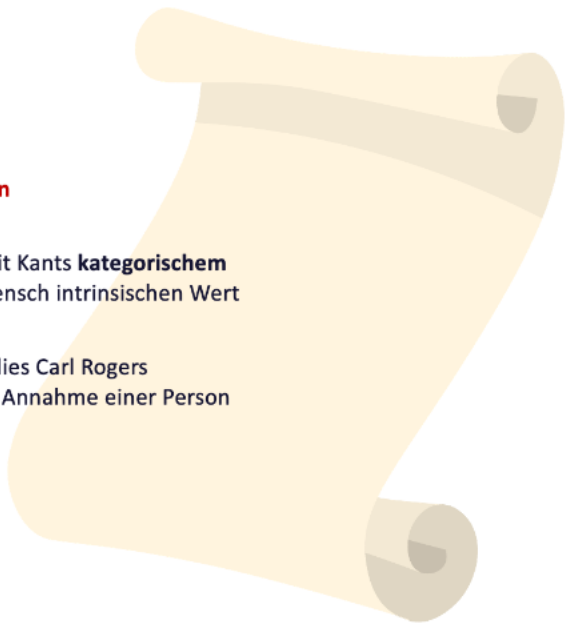 n
it Kants kategorischem
ensch intrinsischen Wert
lies Carl Rogers
Annahme einer Person